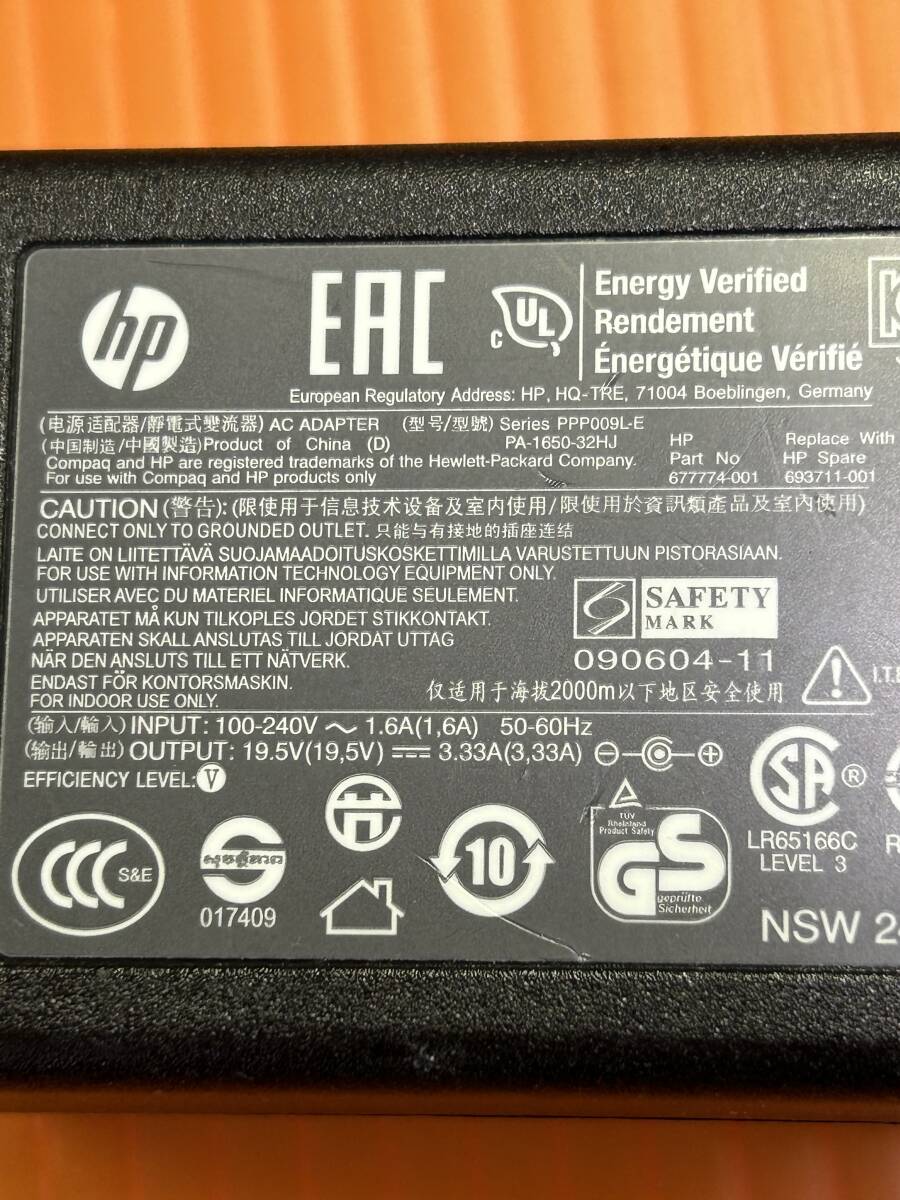 hp
EAC
c UL
Energy Verified
Rendement
Énergétique Vérifié
European Regulatory Address: HP, HQ-TRE, 71004 Boeblingen, Germany
(电源适配器/靜電式變流器) AC ADAPTER (型号/型號) Series PPP009L-E
(中国制造/中國製造)Product of China (D) PA-1650-32HJ
Compaq and HP are registered trademarks of the Hewlett-Packard Company.
For use with Compaq and HP products only
HP
Part No
677774-001
Replace With
HP Spare
693711-001
CAUTION (警告): (限使用于信息技术设备及室内使用/限使用於資訊類產品及室內使用)
CONNECT ONLY TO GROUNDED OUTLET. 只能与有接地的插座连结
LAITE ON LIITETTÄVÄ SUOJAMAADOITUSKOSKETTIMILLA VARUSTETTUUN PISTORASIAAN.
FOR USE WITH INFORMATION TECHNOLOGY EQUIPMENT ONLY.
UTILISER AVEC DU MATERIEL INFORMATIQUE SEULEMENT.
APPARATET MÅ KUN TILKOPLES JORDET STIKKONTAKT.
APPARATEN SKALL ANSLUTAS TILL JORDAT UTTAG
NÄR DEN ANSLUTS TILL ETT NÄTVERK.
ENDAST FÖR KONTORSMASKIN.
FOR INDOOR USE ONLY.
SAFETY
MARK
090604-11
仅适用于海拔2000m以下地区安全使用
I.T.E
(输入/輸入) INPUT: 100-240V ~ 1.6A(1,6A) 50-60Hz
(输出/輸出) OUTPUT: 19.5V(19,5V) ⎓ 3.33A(3,33A)
EFFICIENCY LEVEL: V
CCC S&E
017409
10
TÜV
Rheinland
Product Safety
GS
geprüfte
Sicherheit
SA ®
LR65166C
LEVEL 3
NSW 24